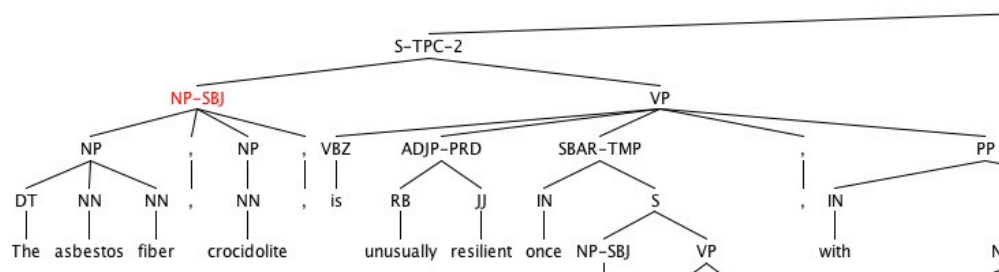 S-TPC-2
NP-SBJ VP
NP , NP , VBZ ADJP-PRD SBAR-TMP , PP
DT NN NN , NN , is RB JJ IN S , IN
The asbestos fiber crocidolite unusually resilient once NP-SBJ VP with